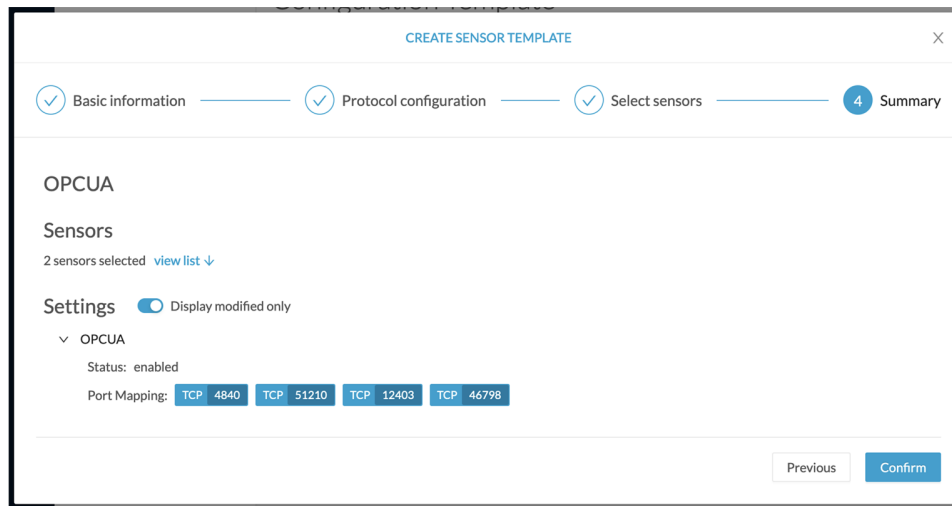 Configuration Template
CREATE SENSOR TEMPLATE
Basic information
Protocol configuration
Select sensors
4 Summary
OPCUA
Sensors
2 sensors selected view list
Settings Display modified only
OPCUA
Status: enabled
Port Mapping: TCP 4840 TCP 51210 TCP 12403 TCP 46798
Previous Confirm